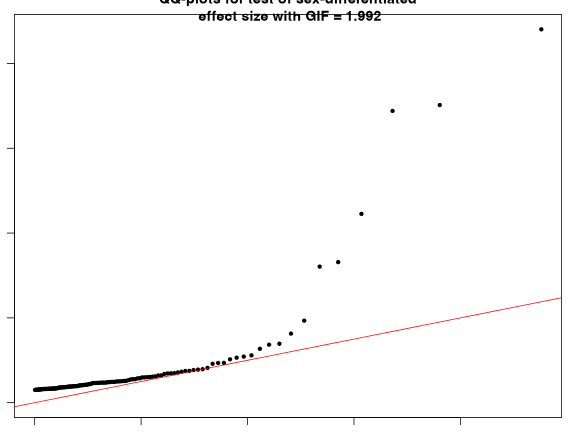 QQ-plots for test of sex-differentiated
effect size with GIF = 1.992